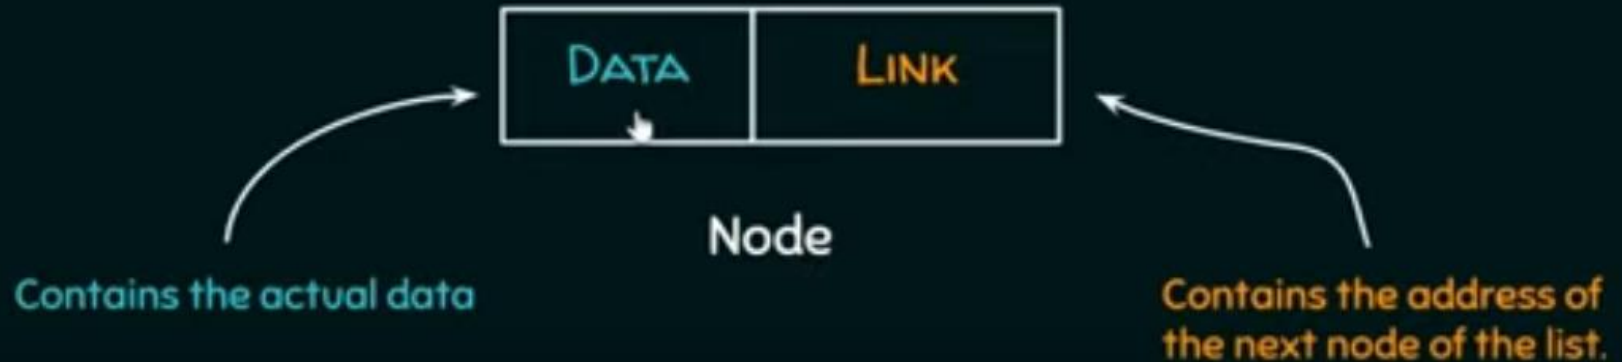 DATA LINK
Node
Contains the actual data
Contains the address of
the next node of the list.